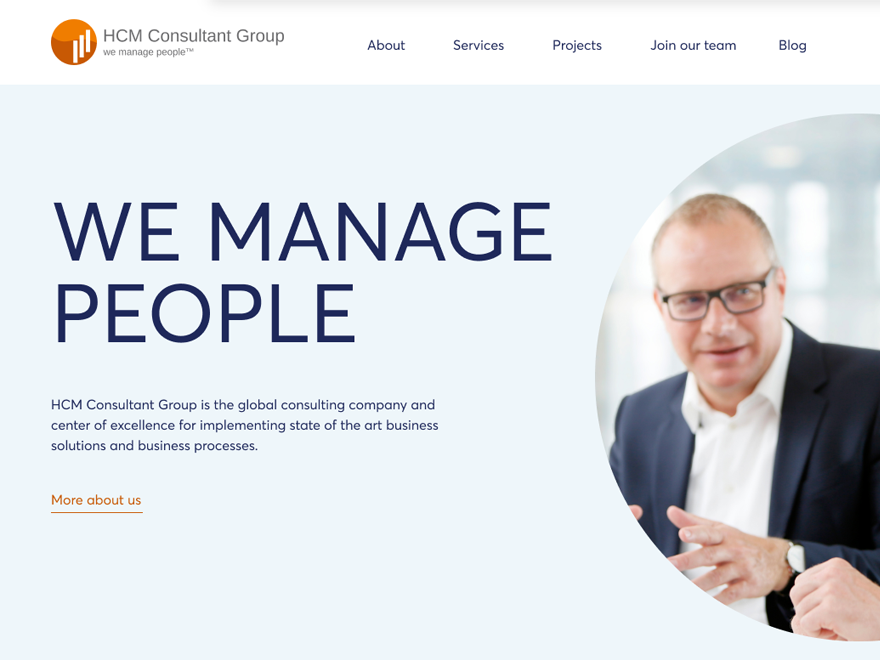 HCM Consultant Group
we manage people™
About Services Projects Join our team Blog
WE MANAGE
PEOPLE
HCM Consultant Group is the global consulting company and
center of excellence for implementing state of the art business
solutions and business processes.
More about us